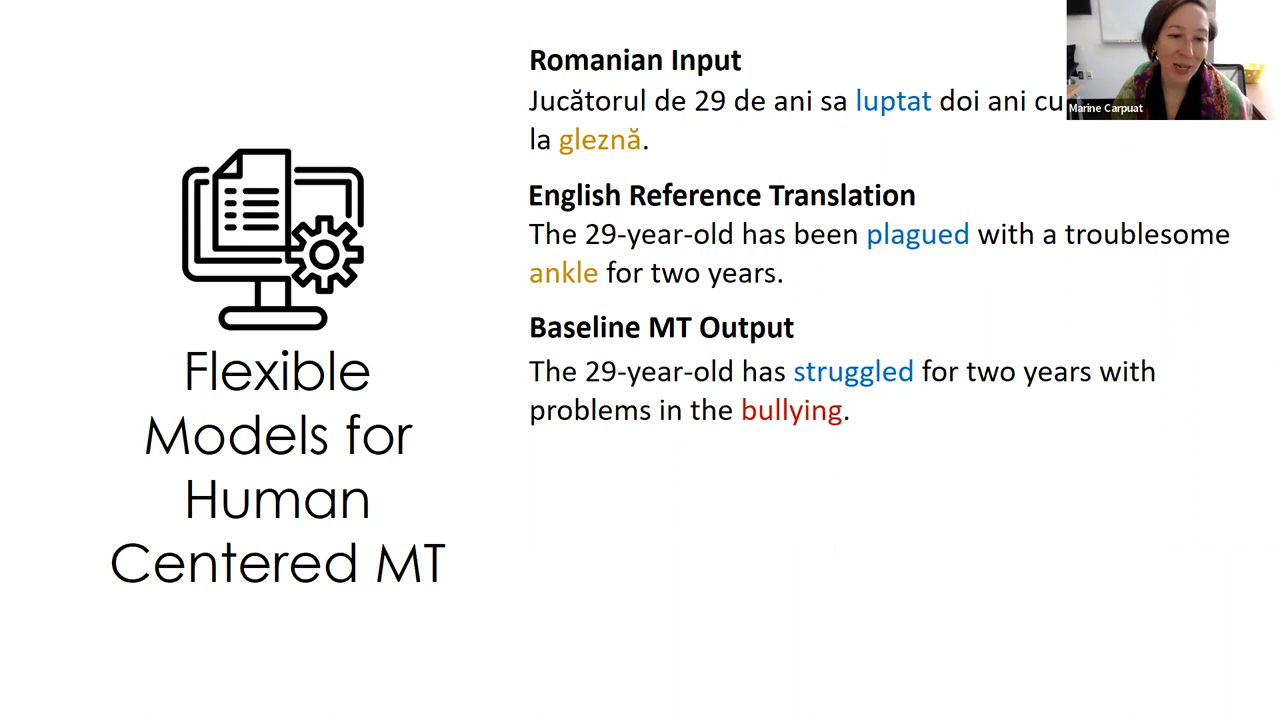 Romanian Input
Jucătorul de 29 de ani sa luptat doi ani cu
la gleznă.
English Reference Translation
The 29-year-old has been plagued with a troublesome
ankle for two years.
Baseline MT Output
The 29-year-old has struggled for two years with
problems in the bullying.
Flexible
Models for
Human
Centered MT
Marine Carpuat